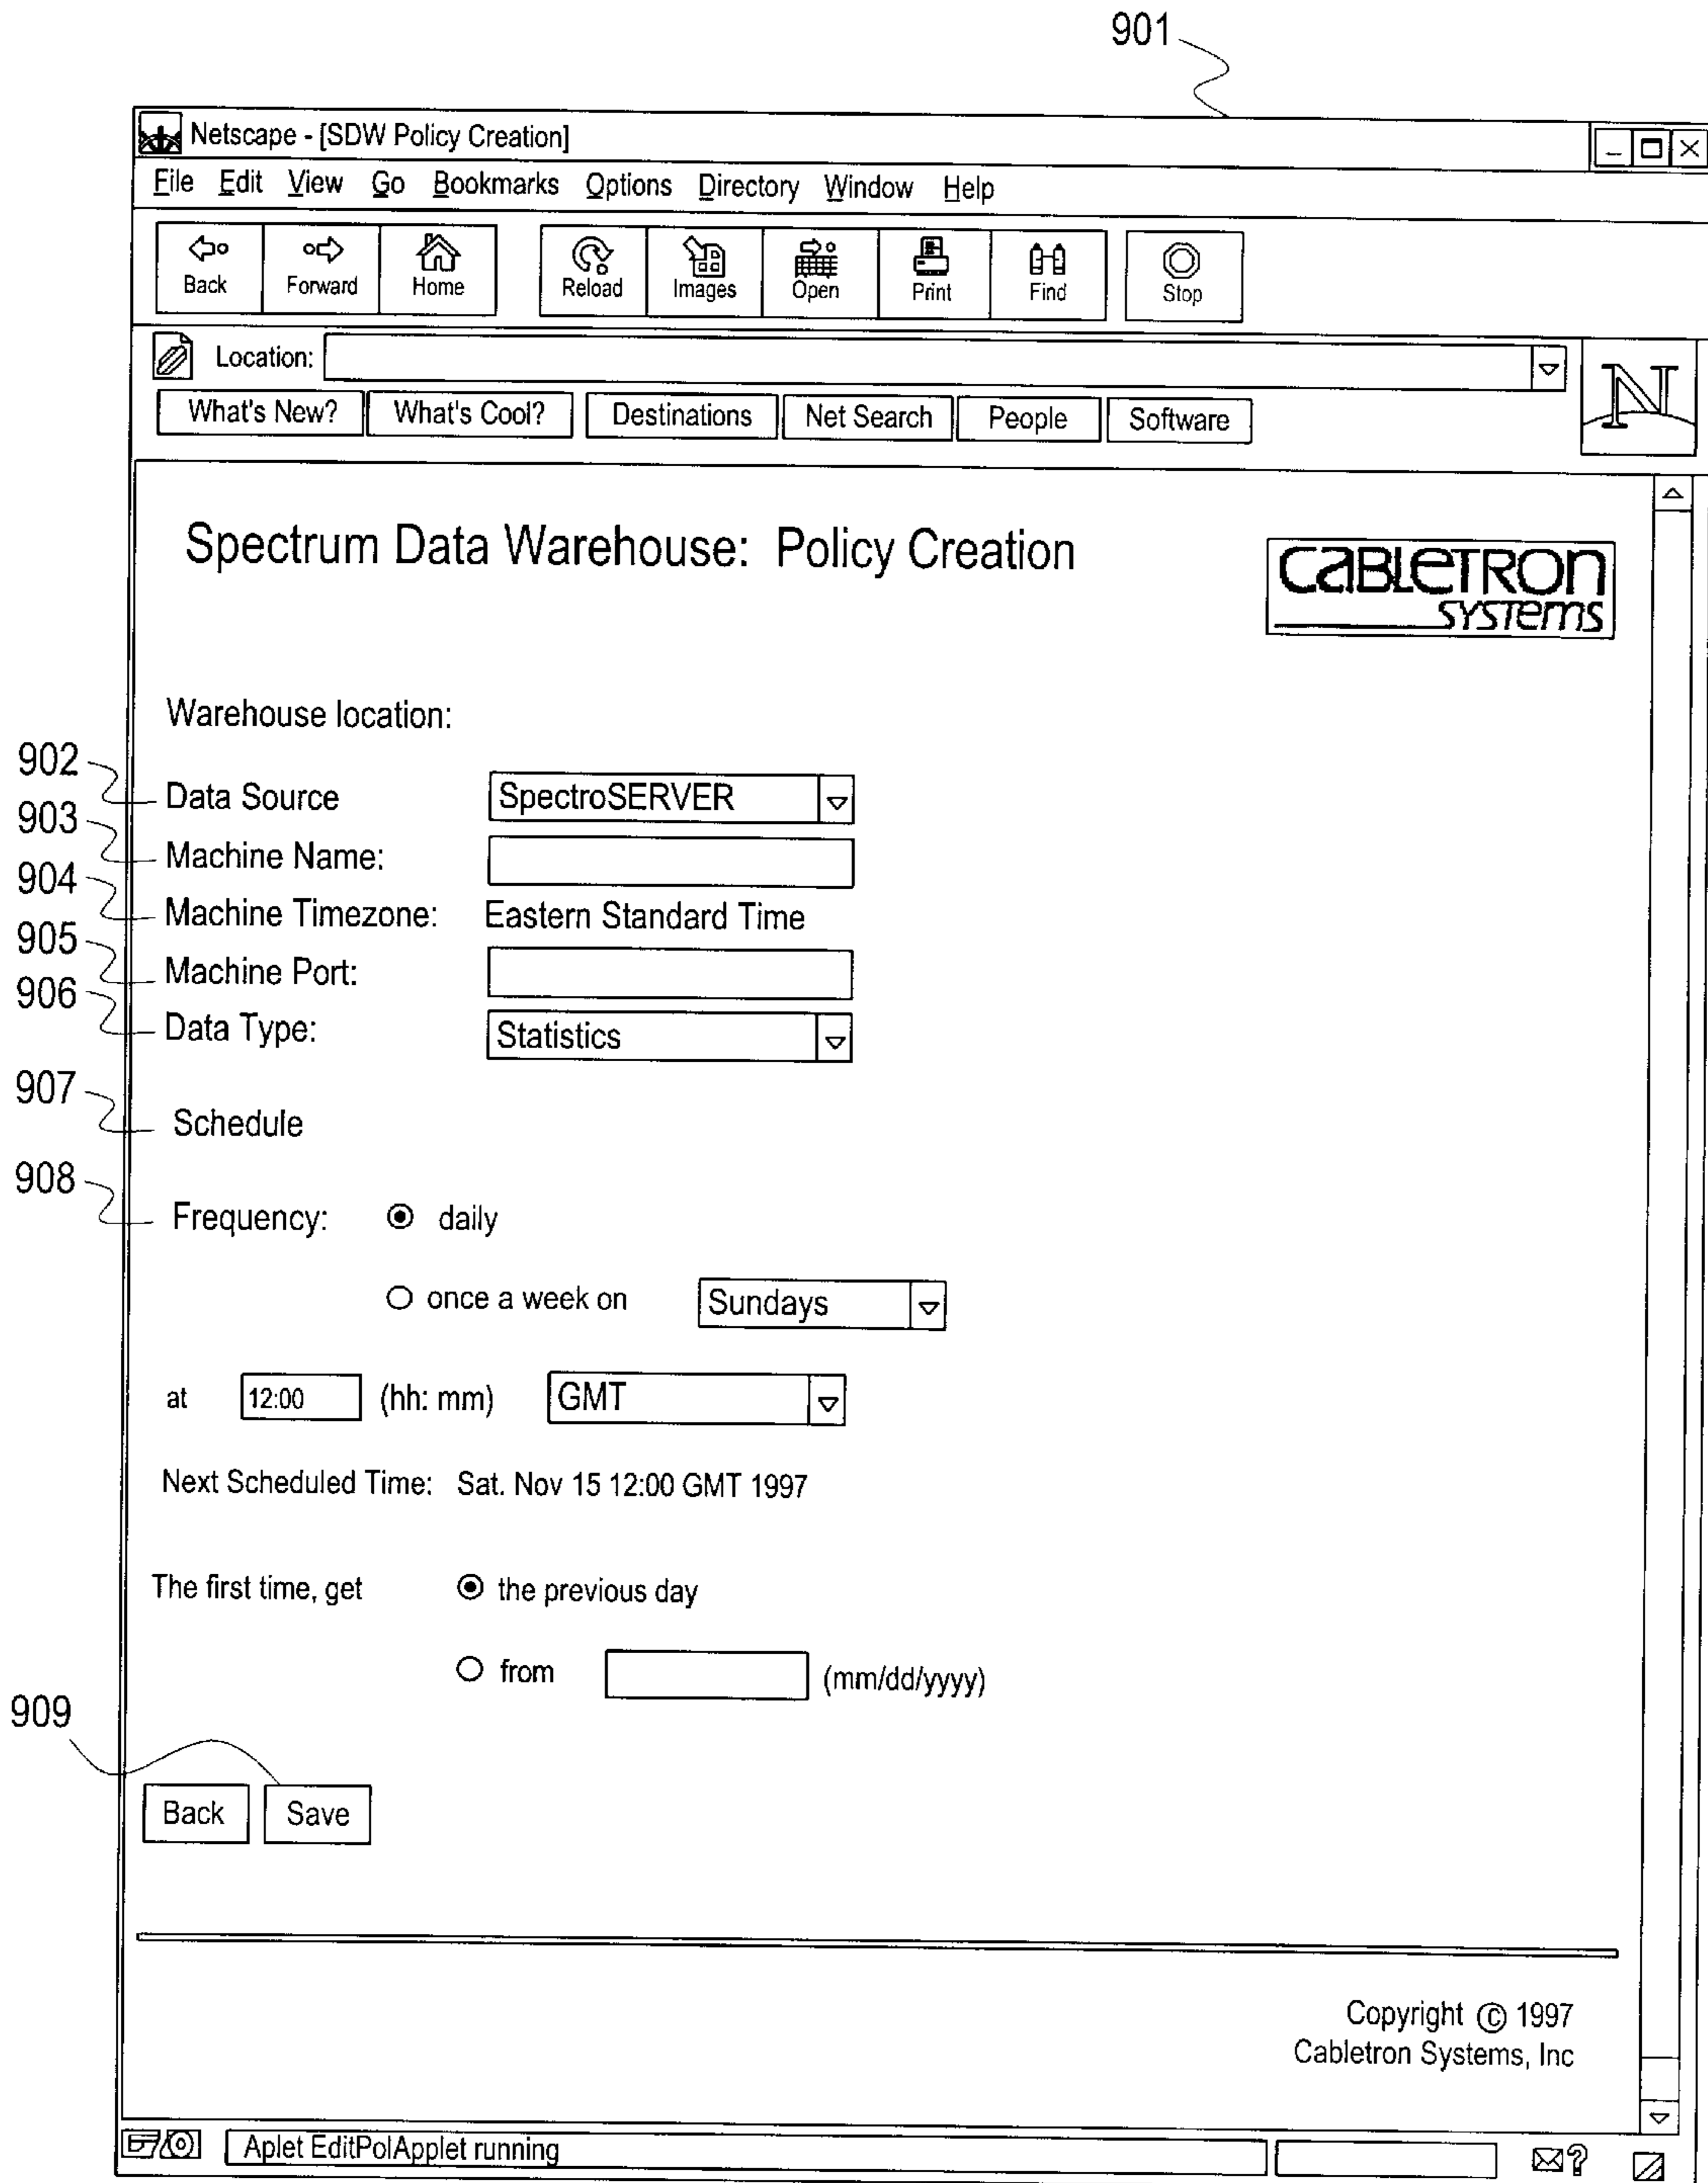 901
Netscape - [SDW Policy Creation]
File Edit View Go Bookmarks Options Directory Window Help
Back Forward Home Reload Images Open Print Find Stop
Location:
N
What's New? What's Cool? Destinations Net Search People Software
Spectrum Data Warehouse: Policy Creation
CABLETRON
SYSTEMS
Warehouse location:
902
Data Source SpectroSERVER
903
Machine Name:
904
Machine Timezone: Eastern Standard Time
905
Machine Port:
906
Data Type: Statistics
907
Schedule
908
Frequency: daily
once a week on Sundays
at 12:00 (hh: mm) GMT
Next Scheduled Time: Sat. Nov 15 12:00 GMT 1997
The first time, get the previous day
from (mm/dd/yyyy)
909
Back Save
Copyright © 1997
Cabletron Systems, Inc
Aplet EditPolApplet running
?